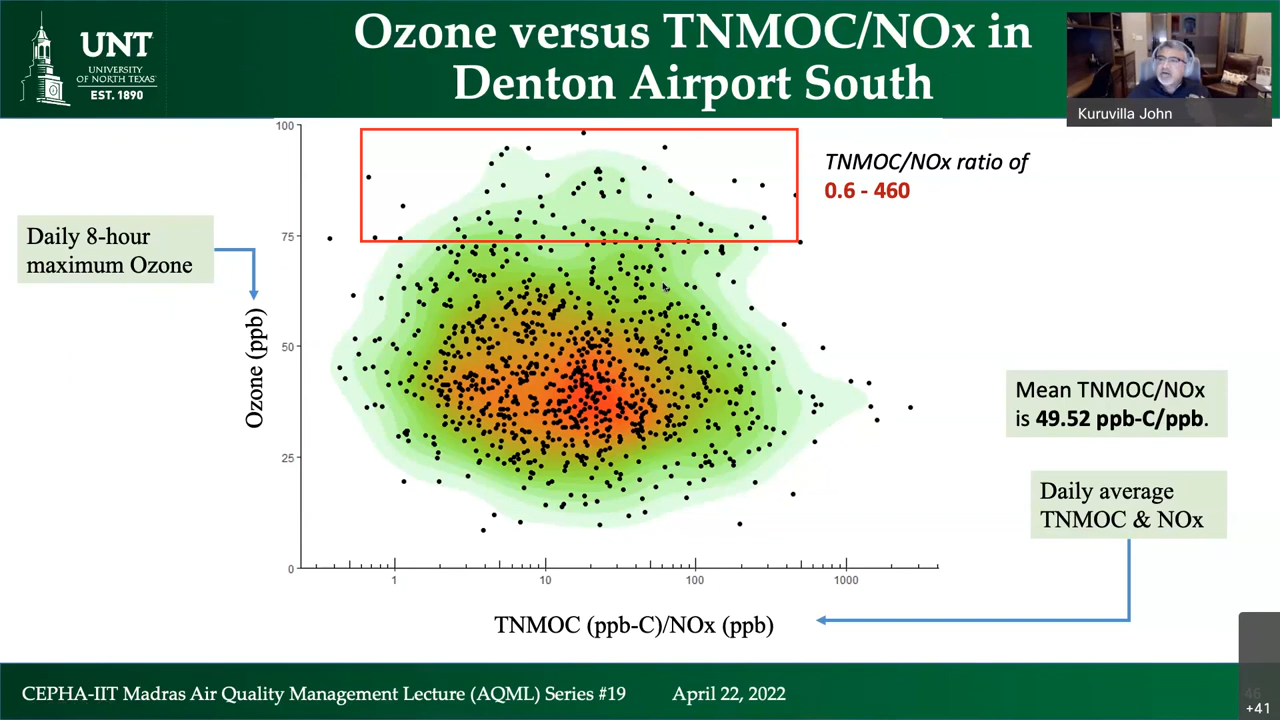 Ozone versus TNMOC/NOx in
Denton Airport South
UNT
UNIVERSITY
OF NORTH TEXAS
EST. 1890
Kuruvilla John
TNMOC/NOx ratio of
0.6 - 460
Daily 8-hour
maximum Ozone
Ozone (ppb)
100
75
50
25
0
1
10
100
1000
TNMOC (ppb-C)/NOx (ppb)
Mean TNMOC/NOx
is 49.52 ppb-C/ppb.
Daily average
TNMOC & NOx
CEPHA-IIT Madras Air Quality Management Lecture (AQML) Series #19
April 22, 2022
46
+41